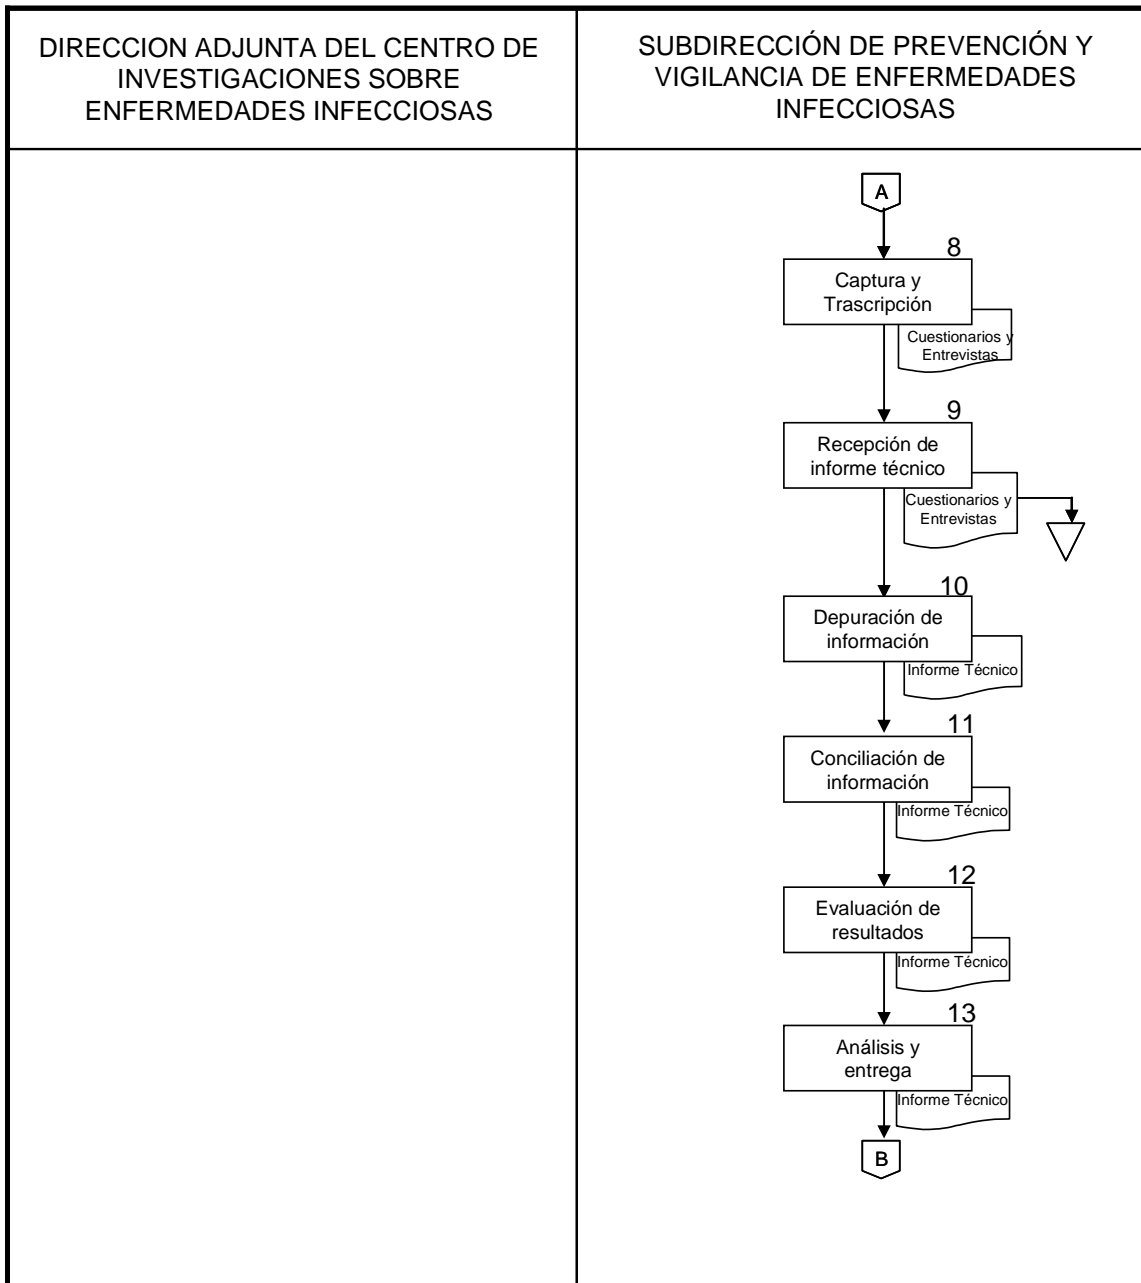 DIRECCION ADJUNTA DEL CENTRO DE
INVESTIGACIONES SOBRE
ENFERMEDADES INFECCIOSAS
SUBDIRECCIÓN DE PREVENCIÓN Y
VIGILANCIA DE ENFERMEDADES
INFECCIOSAS
A
8
Captura y
Trascripción
Cuestionarios y
Entrevistas
9
Recepción de
informe técnico
Cuestionarios y
Entrevistas
10
Depuración de
información
Informe Técnico
11
Conciliación de
información
Informe Técnico
12
Evaluación de
resultados
Informe Técnico
13
Análisis y
entrega
Informe Técnico
B